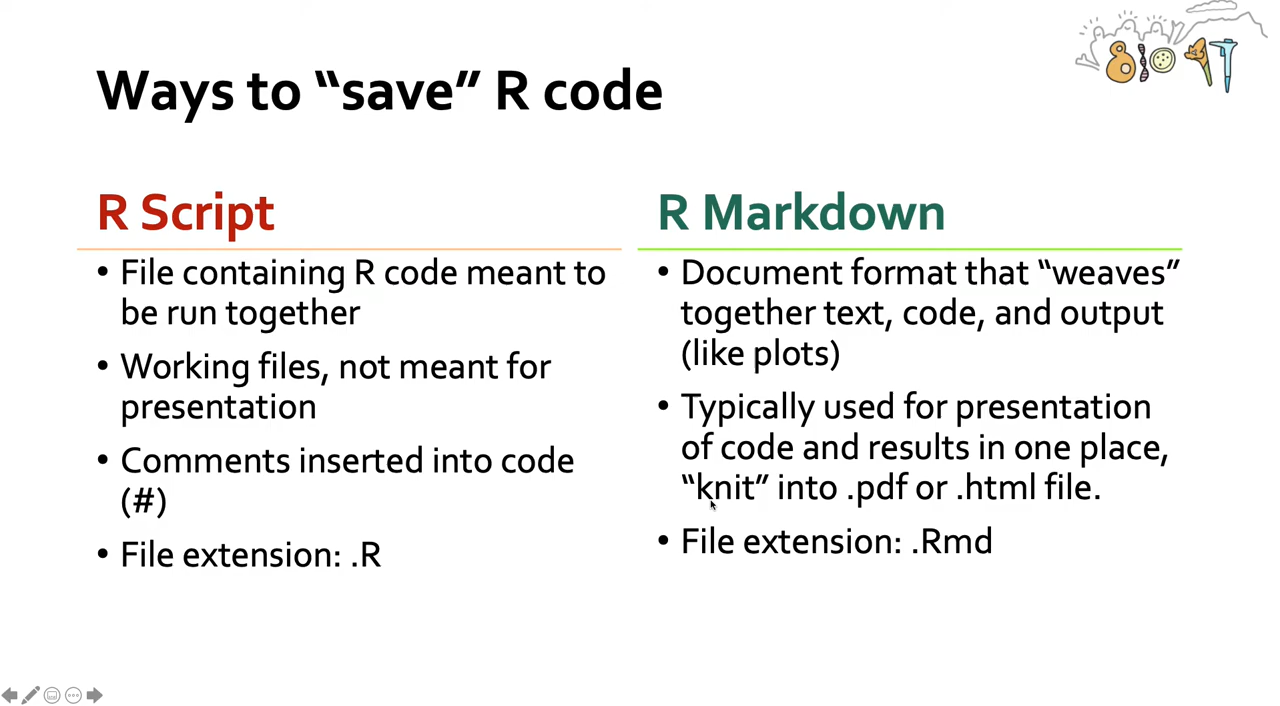 Ways to “save” R code
R Script
• File containing R code meant to
be run together
• Working files, not meant for
presentation
• Comments inserted into code
(#)
• File extension: .R
R Markdown
• Document format that “weaves”
together text, code, and output
(like plots)
• Typically used for presentation
of code and results in one place,
“knit” into .pdf or .html file.
• File extension: .Rmd